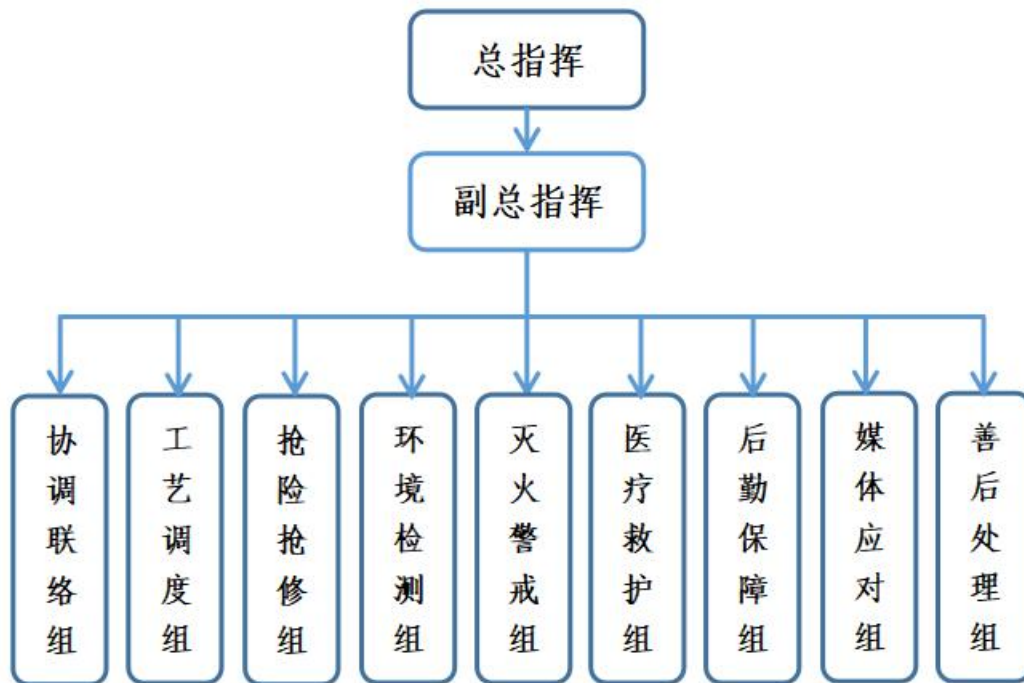 总指挥
副总指挥
协调联络组
工艺调度组
抢险抢修组
环境检测组
灭火警戒组
医疗救护组
后勤保障组
媒体应对组
善后处理组